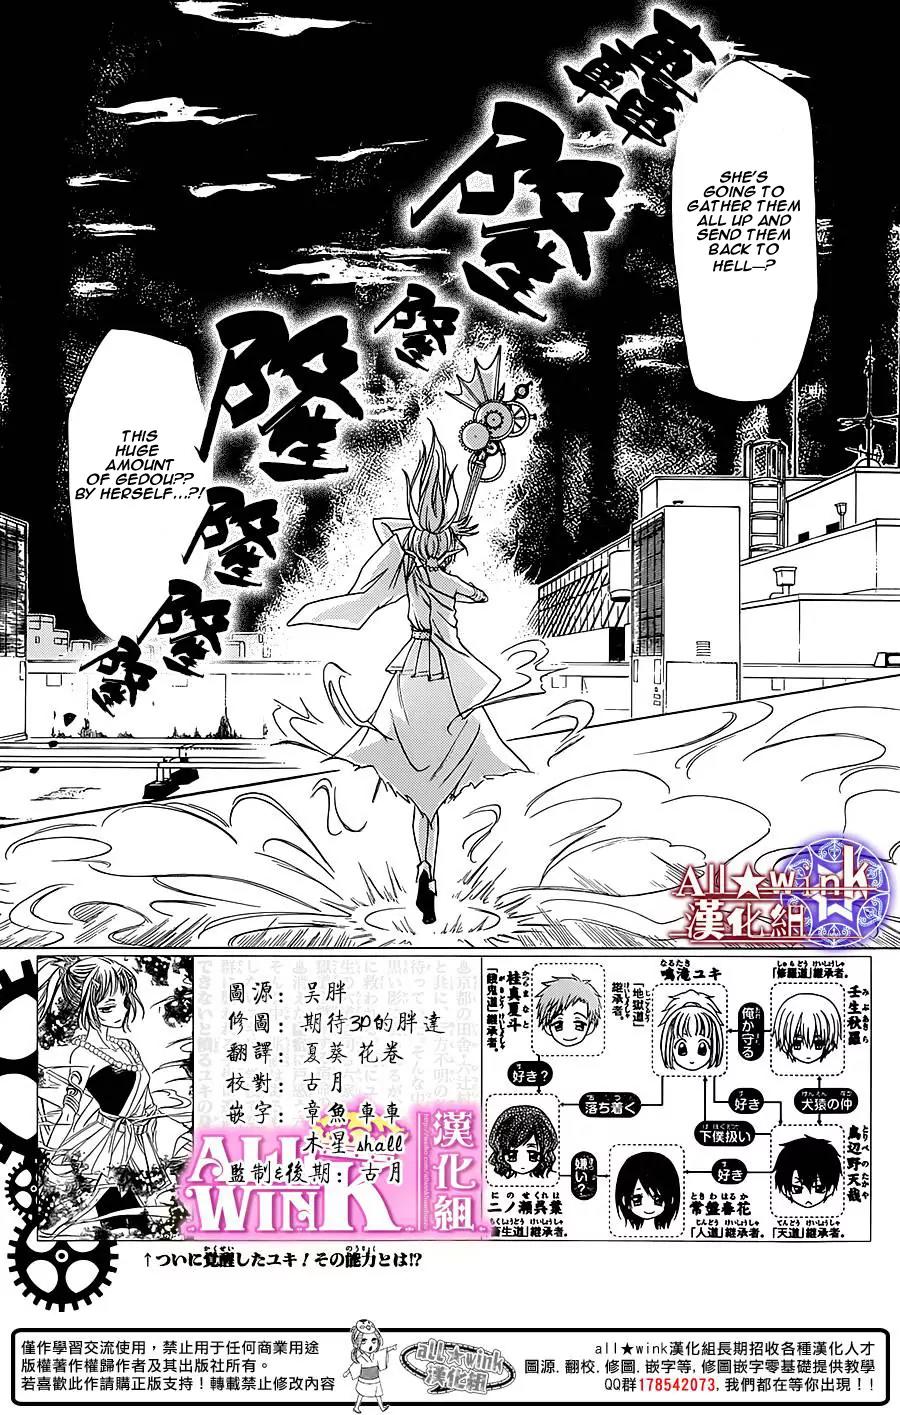 SHE'S
GOING TO
GATHER THEM
ALL UP AND
SEND THEM
BACK TO
HELL—?
THIS
HUGE
AMOUNT
OF GEDOU??
BY HERSELF...?!
隆
隆
隆
隆
隆
隆
隆
隆
All★wink
漢化組
圖源：吴胖
修圖：期待3P的胖達
翻譯：夏葵花卷
校對：古月
嵌字：章魚車車
木星shall
監制&後期：古月
ALL WINK
漢化組
「修羅道」継承者。
壬生秋羅
鳴滝ユキ
「地獄道」
継承者。
桂真夏斗
「餓鬼道」継承者。
俺が守る
好き？
落ち着く
好き
犬猿の仲
下僕扱い
嫌い？
好き
二ノ瀬呉葉
「畜生道」継承者。
常盤春花
「人道」継承者。
鳥辺野天哉
「天道」継承者。
↑ついに覚醒したユキ！その能力とは!?
僅作學習交流使用，禁止用于任何商業用途
版權著作權歸作者及其出版社所有。
若喜歡此作請購正版支持！轉載禁止修改内容
all★wink
漢化組
all★wink漢化組長期招收各種漢化人才
圖源. 翻校. 修圖. 嵌字等, 修圖嵌字零基礎提供教學
QQ群178542073, 我們都在等你出現！！